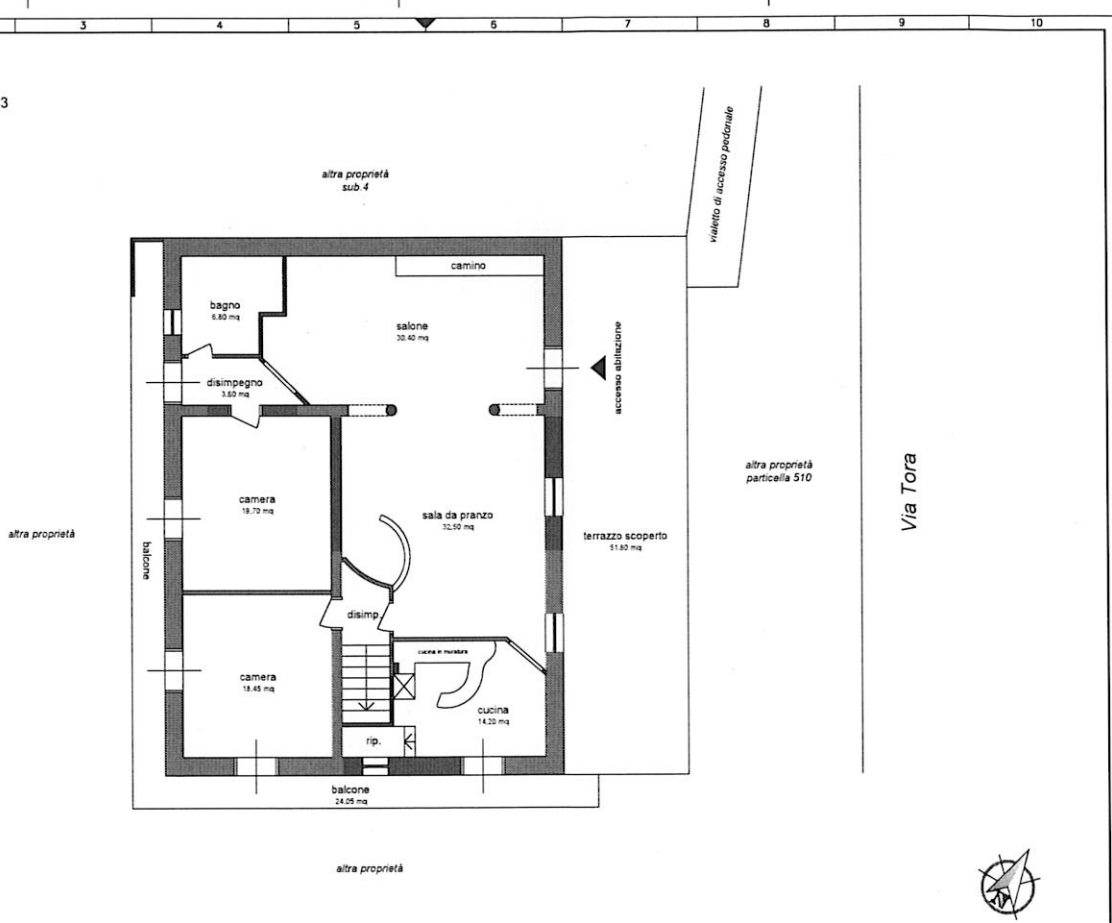 3
4
5
6
7
8
9
10
3
altra proprietà
sub.4
vialetto di accesso pedonale
camino
bagno
6,80 mq
salone
30,40 mq
disimpegno
3,60 mq
accesso abitazione
camera
19,70 mq
sala da pranzo
32,50 mq
altra proprietà
particella 510
Via Tora
altra proprietà
balcone
terrazzo scoperto
51,60 mq
disimp.
cucina in muratura
camera
18,45 mq
cucina
14,20 mq
rip.
balcone
24,05 mq
altra proprietà
N